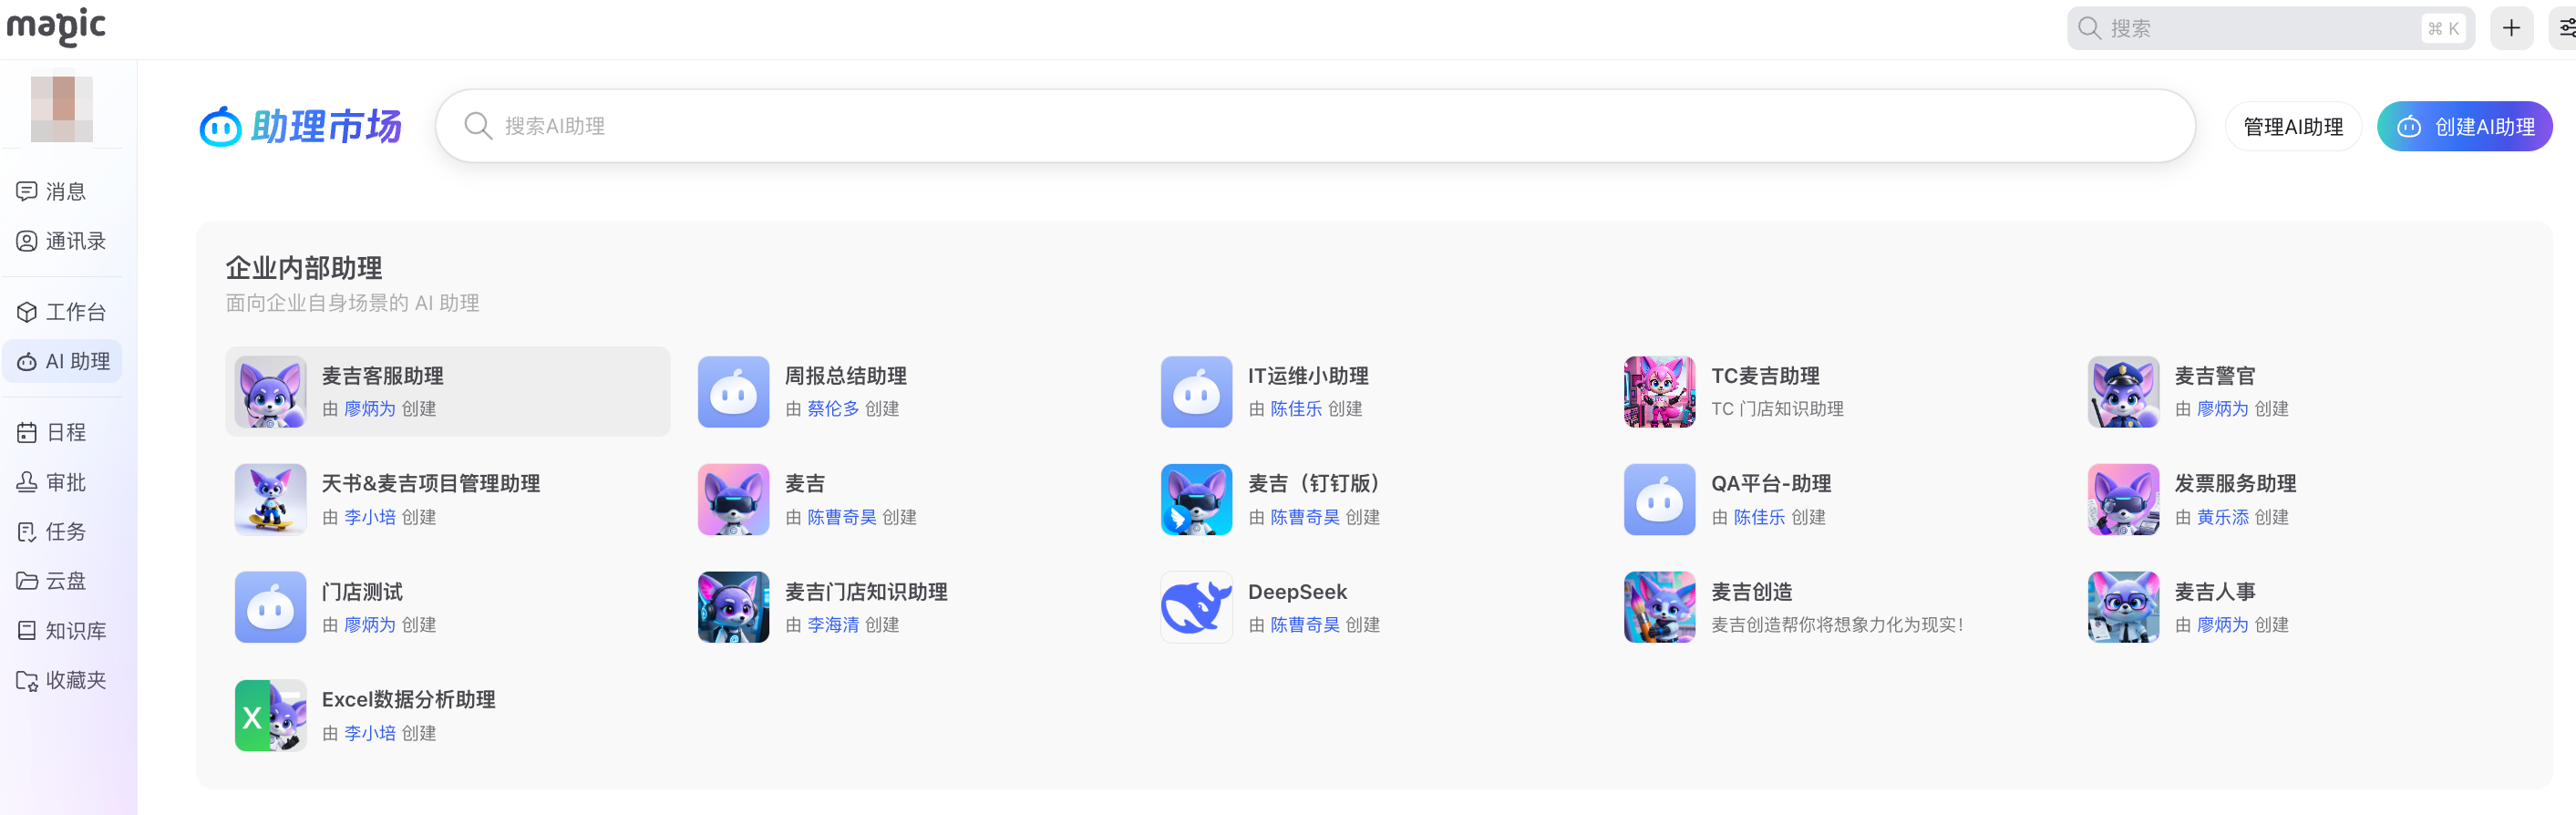 magic
搜索
⌘ K
助理市场
搜索AI助理
管理AI助理
创建AI助理
消息
通讯录
工作台
AI 助理
日程
审批
任务
云盘
知识库
收藏夹
企业内部助理
面向企业自身场景的 AI 助理
麦吉客服助理
由 廖炳为 创建
周报总结助理
由 蔡伦多 创建
IT运维小助理
由 陈佳乐 创建
TC麦吉助理
TC 门店知识助理
麦吉警官
由 廖炳为 创建
天书&麦吉项目管理助理
由 李小培 创建
麦吉
由 陈曹奇昊 创建
麦吉（钉钉版）
由 陈曹奇昊 创建
QA平台-助理
由 陈佳乐 创建
发票服务助理
由 黄乐添 创建
门店测试
由 廖炳为 创建
麦吉门店知识助理
由 李海清 创建
DeepSeek
由 陈曹奇昊 创建
麦吉创造
麦吉创造帮你将想象力化为现实！
麦吉人事
由 廖炳为 创建
X
Excel数据分析助理
由 李小培 创建